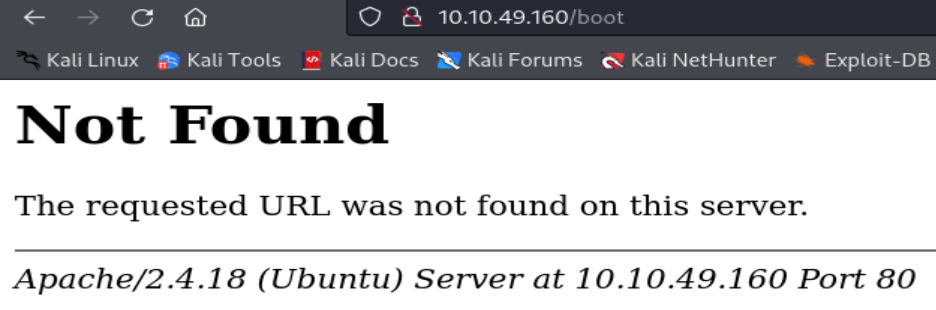 10.10.49.160/boot
Kali Linux Kali Tools Kali Docs Kali Forums Kali NetHunter Exploit-DB
Not Found
The requested URL was not found on this server.
Apache/2.4.18 (Ubuntu) Server at 10.10.49.160 Port 80